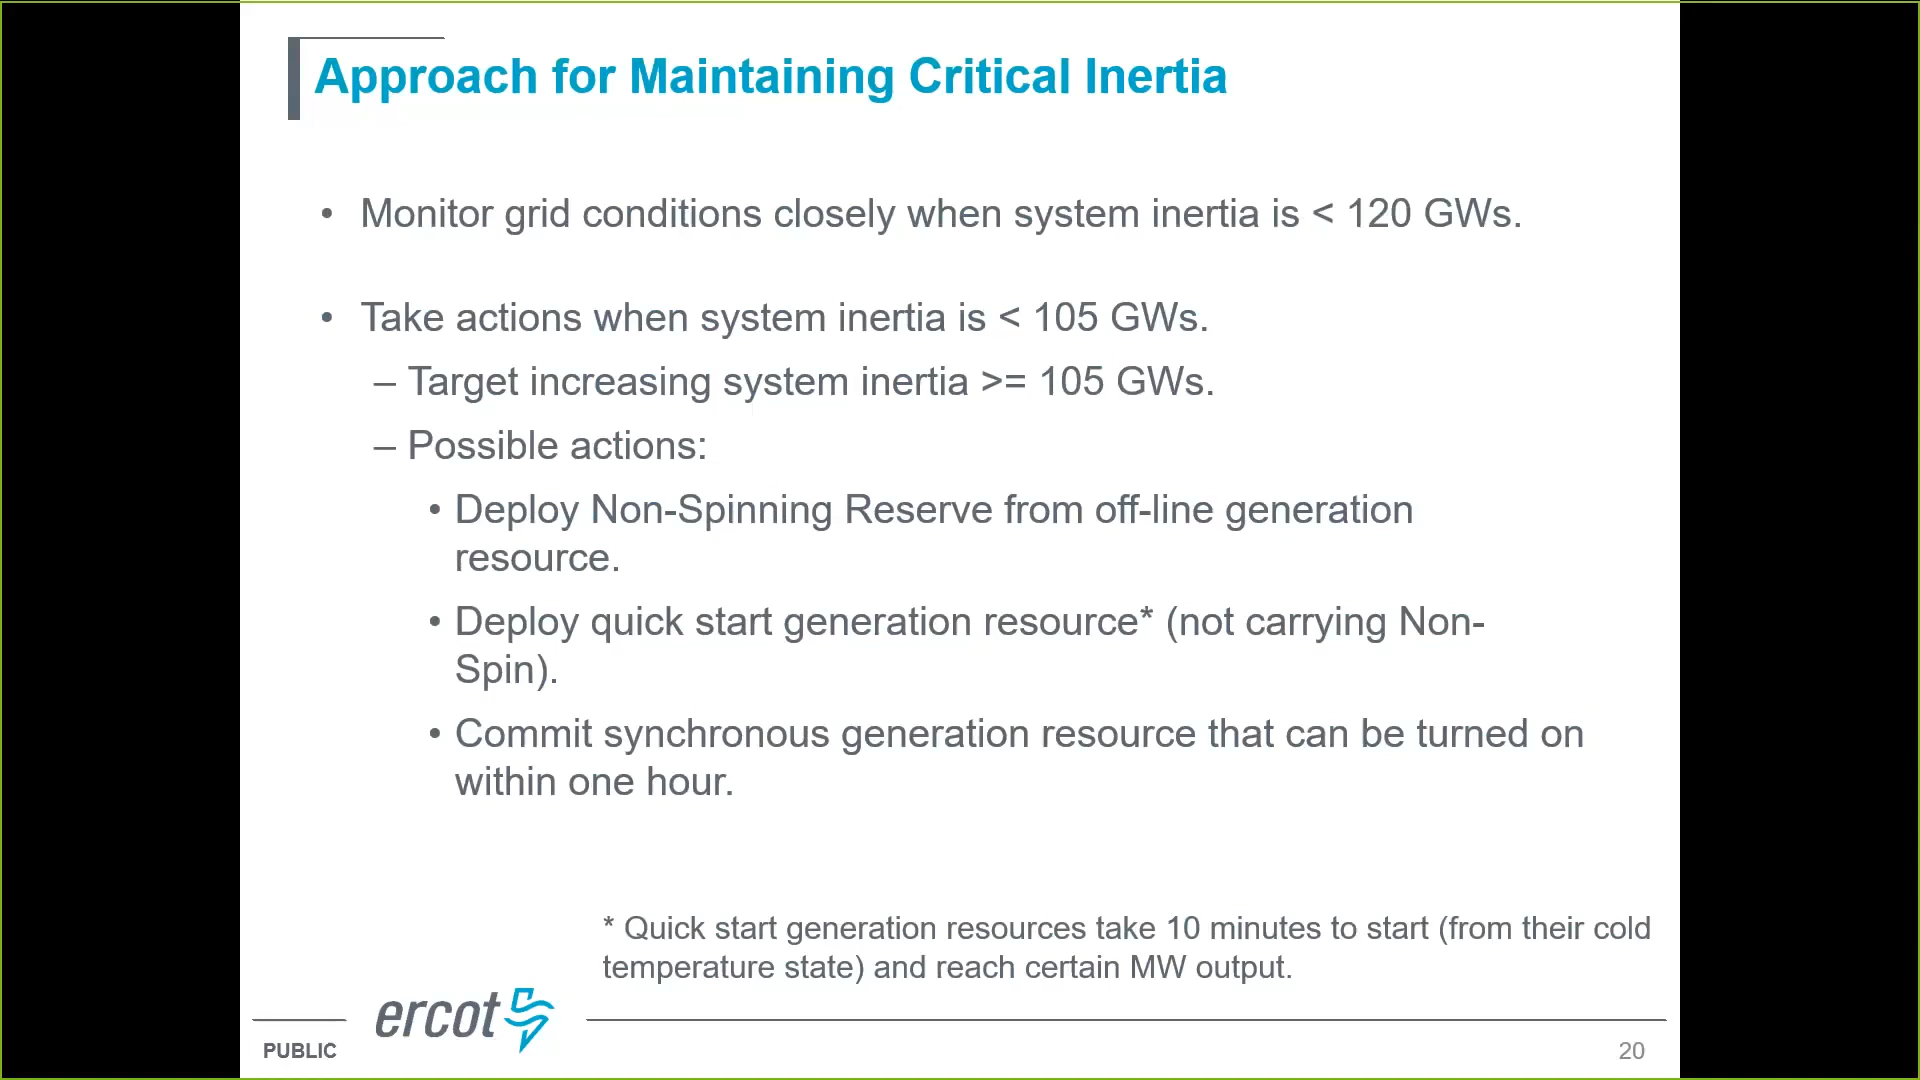 Approach for Maintaining Critical Inertia
• Monitor grid conditions closely when system inertia is < 120 GWs.
• Take actions when system inertia is < 105 GWs.
– Target increasing system inertia >= 105 GWs.
– Possible actions:
• Deploy Non-Spinning Reserve from off-line generation
resource.
• Deploy quick start generation resource* (not carrying Non-
Spin).
• Commit synchronous generation resource that can be turned on
within one hour.
* Quick start generation resources take 10 minutes to start (from their cold
temperature state) and reach certain MW output.
ercot
PUBLIC
20